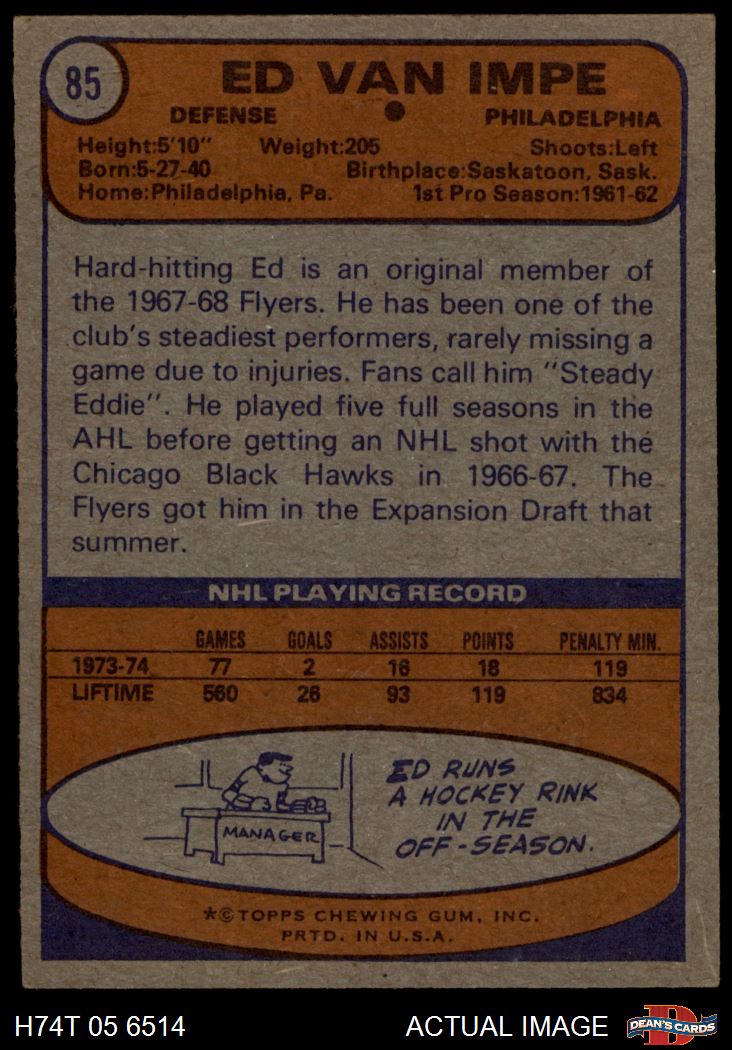 85
ED VAN IMPE
DEFENSE ● PHILADELPHIA
Height:5'10" Weight:205 Shoots:Left
Born:5-27-40 Birthplace:Saskatoon, Sask.
Home:Philadelphia, Pa. 1st Pro Season:1961-62
Hard-hitting Ed is an original member of
the 1967-68 Flyers. He has been one of the
club's steadiest performers, rarely missing a
game due to injuries. Fans call him "Steady
Eddie". He played five full seasons in the
AHL before getting an NHL shot with the
Chicago Black Hawks in 1966-67. The
Flyers got him in the Expansion Draft that
summer.
NHL PLAYING RECORD
GAMES GOALS ASSISTS POINTS PENALTY MIN.
1973-74 77 2 16 18 119
LIFTIME 560 26 93 119 834
MANAGER
ED RUNS
A HOCKEY RINK
IN THE
OFF-SEASON.
*©TOPPS CHEWING GUM, INC.
PRTD. IN U.S.A.
H74T 05 6514 ACTUAL IMAGE D DEAN'S CARDS